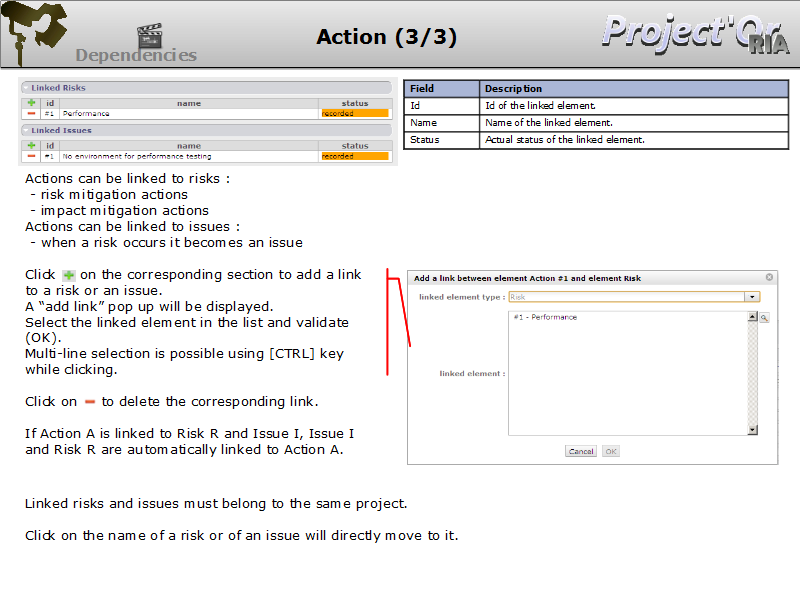 Action (3/3)
Project'Or
RIA
Dependencies
Linked Risks
id name status
#1 Performance recorded
Linked Issues
id name status
#1 No environment for performance testing recorded
Field Description
Id Id of the linked element.
Name Name of the linked element.
Status Actual status of the linked element.
Actions can be linked to risks :
- risk mitigation actions
- impact mitigation actions
Actions can be linked to issues :
- when a risk occurs it becomes an issue
Click on the corresponding section to add a link
to a risk or an issue.
A “add link” pop up will be displayed.
Select the linked element in the list and validate
(OK).
Multi-line selection is possible using [CTRL] key
while clicking.
Click on to delete the corresponding link.
If Action A is linked to Risk R and Issue I, Issue I
and Risk R are automatically linked to Action A.
Add a link between element Action #1 and element Risk
linked element type : Risk
#1 - Performance
linked element :
Cancel OK
Linked risks and issues must belong to the same project.
Click on the name of a risk or of an issue will directly move to it.